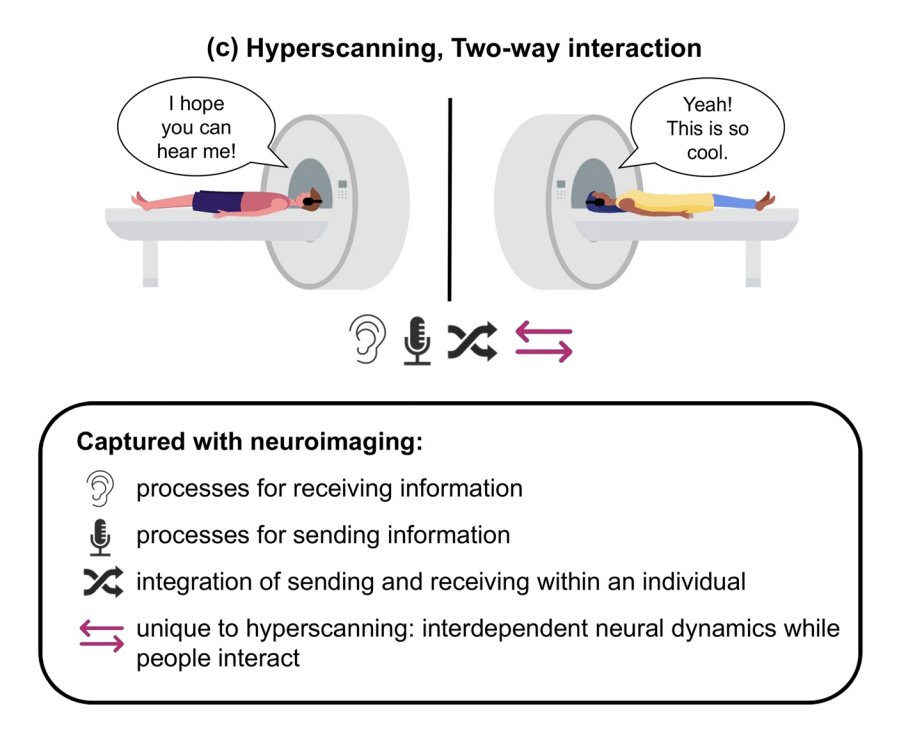 (c) Hyperscanning, Two-way interaction
I hope
you can
hear me!
Yeah!
This is so
cool.
Captured with neuroimaging:
processes for receiving information
processes for sending information
integration of sending and receiving within an individual
unique to hyperscanning: interdependent neural dynamics while
people interact